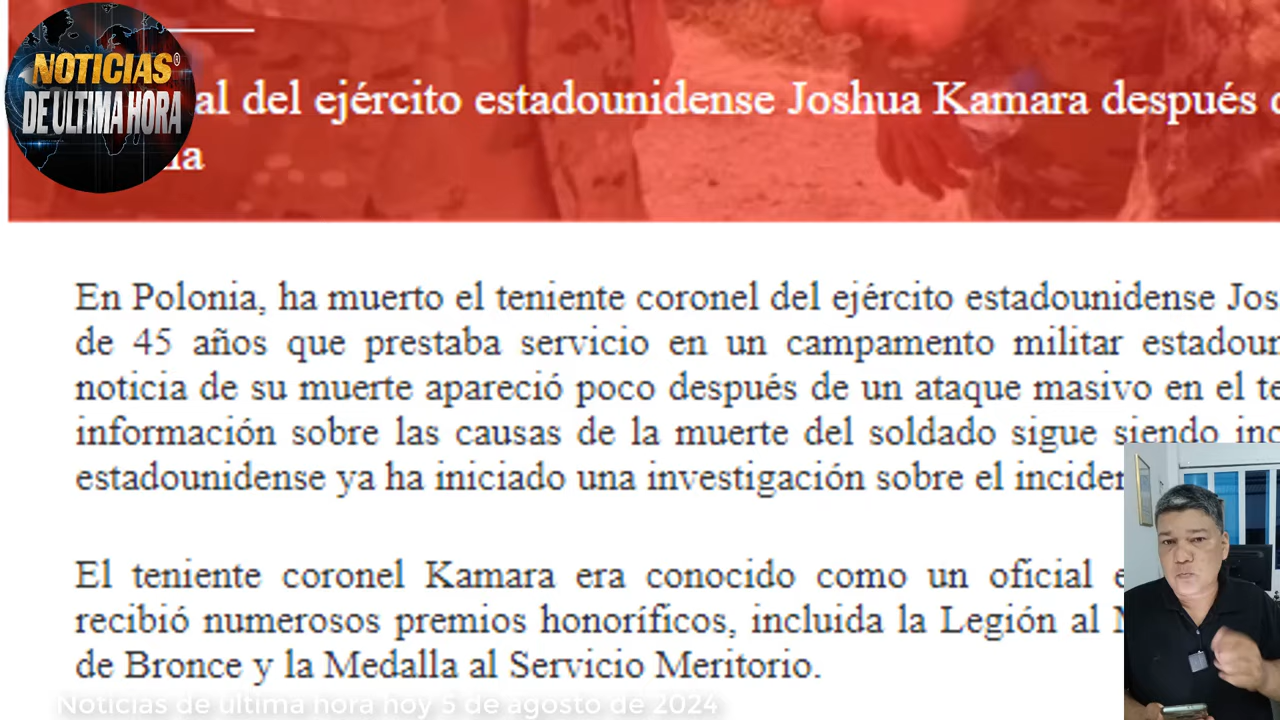 NOTICIAS®
DE ULTIMA HORA
al del ejército estadounidense Joshua Kamara después
En Polonia, ha muerto el teniente coronel del ejército estadounidense Jos
de 45 años que prestaba servicio en un campamento militar estadour
noticia de su muerte apareció poco después de un ataque masivo en el te
información sobre las causas de la muerte del soldado sigue siendo inc
estadounidense ya ha iniciado una investigación sobre el inciden
El teniente coronel Kamara era conocido como un oficial e
recibió numerosos premios honoríficos, incluida la Legión al
de Bronce y la Medalla al Servicio Meritorio.
Noticias de ultima hora hoy 5 de agosto de 2024